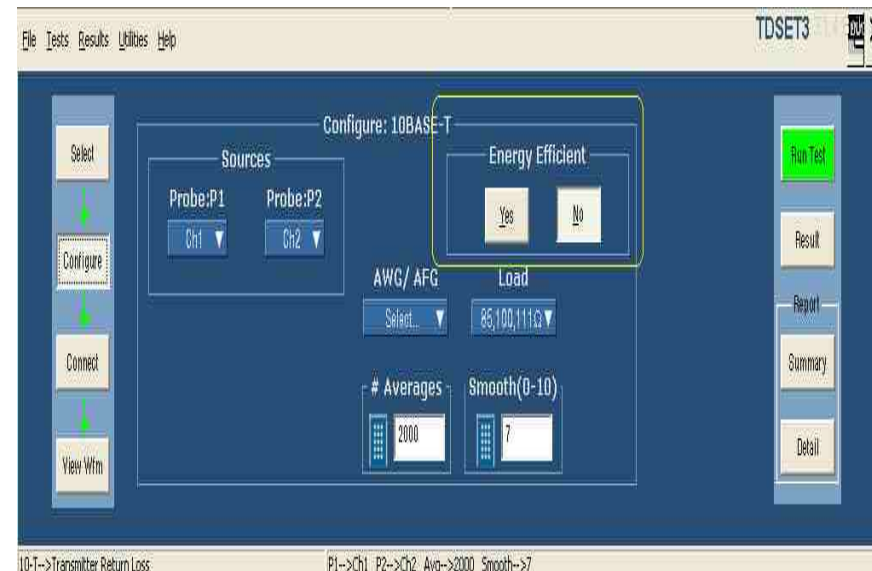 File Tests Results Utilities Help
TDSET3
Select
Configure
Connect
View Wfm
Configure: 10BASE-T
Sources
Probe:P1 Probe:P2
Ch1 Ch2
Energy Efficient
Yes No
AWG/ AFG Load
Select... 85,100,111Ω
# Averages Smooth(0-10)
2000 7
Run Test
Result
Report
Summary
Detail
10-T-->Transmitter Return Loss P1-->Ch1 P2-->Ch2 Avg-->2000 Smooth-->7